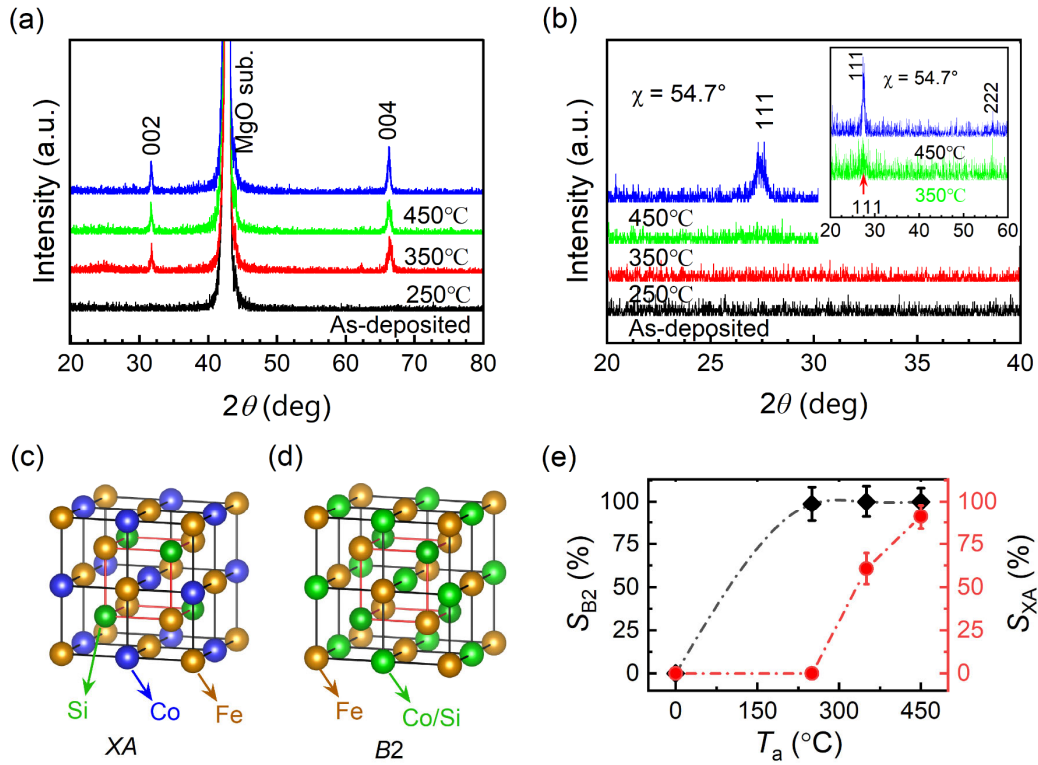 (a)
Intensity (a.u.)
002
MgO sub.
004
450℃
350℃
250℃
As-deposited
20 30 40 50 60 70 80
2θ (deg)
(b)
Intensity (a.u.)
χ = 54.7°
111
450℃
350℃
250℃
As-deposited
20 25 30 35 40
2θ (deg)
111
χ = 54.7°
222
450℃
350℃
111
20 30 40 50 60
(c)
Si
Co
Fe
XA
(d)
Fe
Co/Si
B2
(e)
100
75
50
25
0
S_B2 (%)
100
75
50
25
0
S_XA (%)
0 150 300 450
T_a (°C)